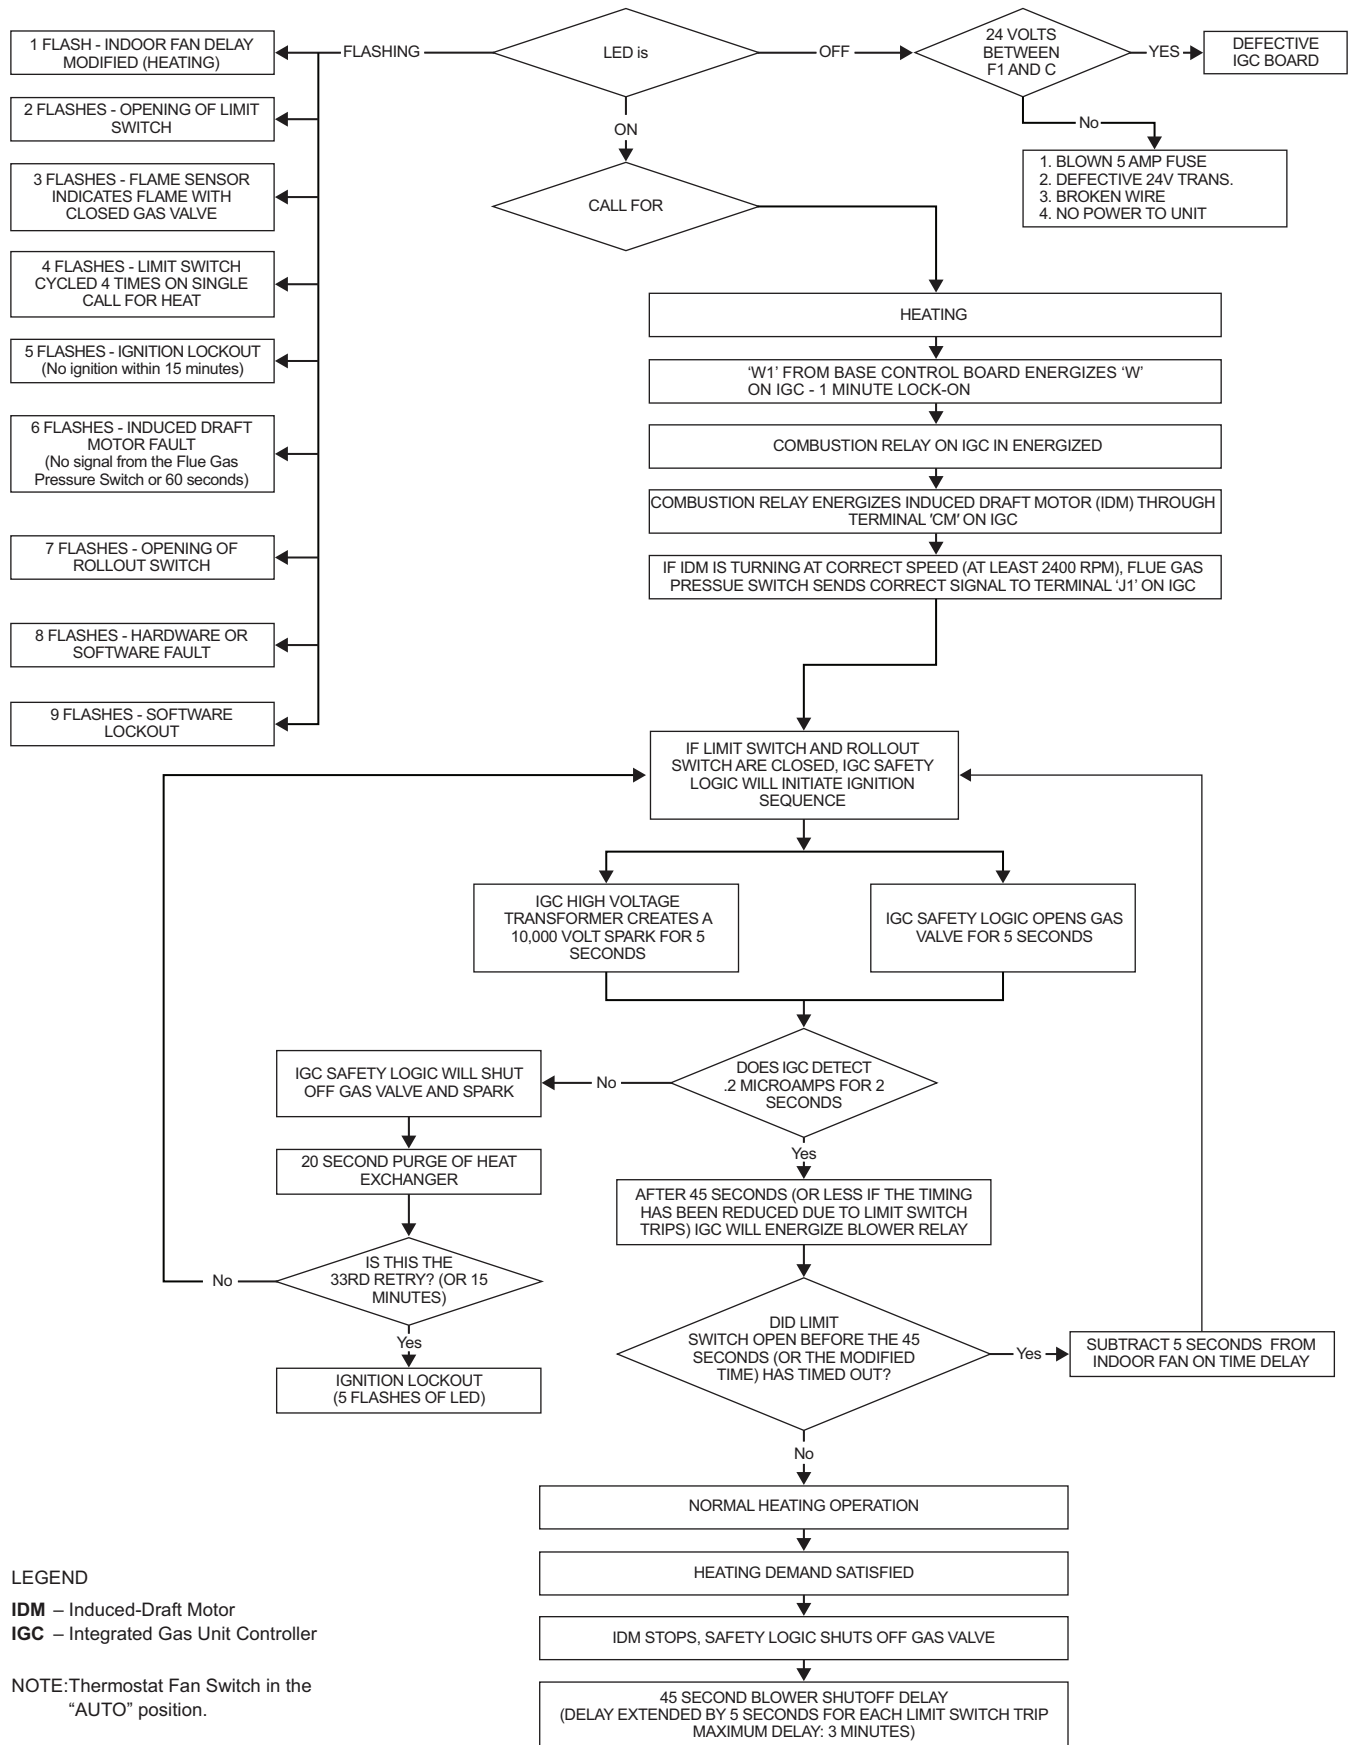 LED is
FLASHING
OFF
ON
24 VOLTS
BETWEEN
F1 AND C
YES
DEFECTIVE
IGC BOARD
No
1. BLOWN 5 AMP FUSE
2. DEFECTIVE 24V TRANS.
3. BROKEN WIRE
4. NO POWER TO UNIT
1 FLASH - INDOOR FAN DELAY
MODIFIED (HEATING)
2 FLASHES - OPENING OF LIMIT
SWITCH
3 FLASHES - FLAME SENSOR
INDICATES FLAME WITH
CLOSED GAS VALVE
4 FLASHES - LIMIT SWITCH
CYCLED 4 TIMES ON SINGLE
CALL FOR HEAT
5 FLASHES - IGNITION LOCKOUT
(No ignition within 15 minutes)
6 FLASHES - INDUCED DRAFT
MOTOR FAULT
(No signal from the Flue Gas
Pressure Switch or 60 seconds)
7 FLASHES - OPENING OF
ROLLOUT SWITCH
8 FLASHES - HARDWARE OR
SOFTWARE FAULT
9 FLASHES - SOFTWARE
LOCKOUT
CALL FOR
HEATING
‘W1’ FROM BASE CONTROL BOARD ENERGIZES ‘W’
ON IGC - 1 MINUTE LOCK-ON
COMBUSTION RELAY ON IGC IN ENERGIZED
COMBUSTION RELAY ENERGIZES INDUCED DRAFT MOTOR (IDM) THROUGH
TERMINAL ′CM′ ON IGC
IF IDM IS TURNING AT CORRECT SPEED (AT LEAST 2400 RPM), FLUE GAS
PRESSUE SWITCH SENDS CORRECT SIGNAL TO TERMINAL ‘J1’ ON IGC
IF LIMIT SWITCH AND ROLLOUT
SWITCH ARE CLOSED, IGC SAFETY
LOGIC WILL INITIATE IGNITION
SEQUENCE
IGC HIGH VOLTAGE
TRANSFORMER CREATES A
10,000 VOLT SPARK FOR 5
SECONDS
IGC SAFETY LOGIC OPENS GAS
VALVE FOR 5 SECONDS
DOES IGC DETECT
.2 MICROAMPS FOR 2
SECONDS
No
IGC SAFETY LOGIC WILL SHUT
OFF GAS VALVE AND SPARK
20 SECOND PURGE OF HEAT
EXCHANGER
IS THIS THE
33RD RETRY? (OR 15
MINUTES)
No
Yes
IGNITION LOCKOUT
(5 FLASHES OF LED)
Yes
AFTER 45 SECONDS (OR LESS IF THE TIMING
HAS BEEN REDUCED DUE TO LIMIT SWITCH
TRIPS) IGC WILL ENERGIZE BLOWER RELAY
DID LIMIT
SWITCH OPEN BEFORE THE 45
SECONDS (OR THE MODIFIED
TIME) HAS TIMED OUT?
Yes
SUBTRACT 5 SECONDS FROM
INDOOR FAN ON TIME DELAY
No
NORMAL HEATING OPERATION
HEATING DEMAND SATISFIED
IDM STOPS, SAFETY LOGIC SHUTS OFF GAS VALVE
45 SECOND BLOWER SHUTOFF DELAY
(DELAY EXTENDED BY 5 SECONDS FOR EACH LIMIT SWITCH TRIP
MAXIMUM DELAY: 3 MINUTES)
LEGEND
IDM – Induced-Draft Motor
IGC – Integrated Gas Unit Controller
NOTE:Thermostat Fan Switch in the
“AUTO” position.